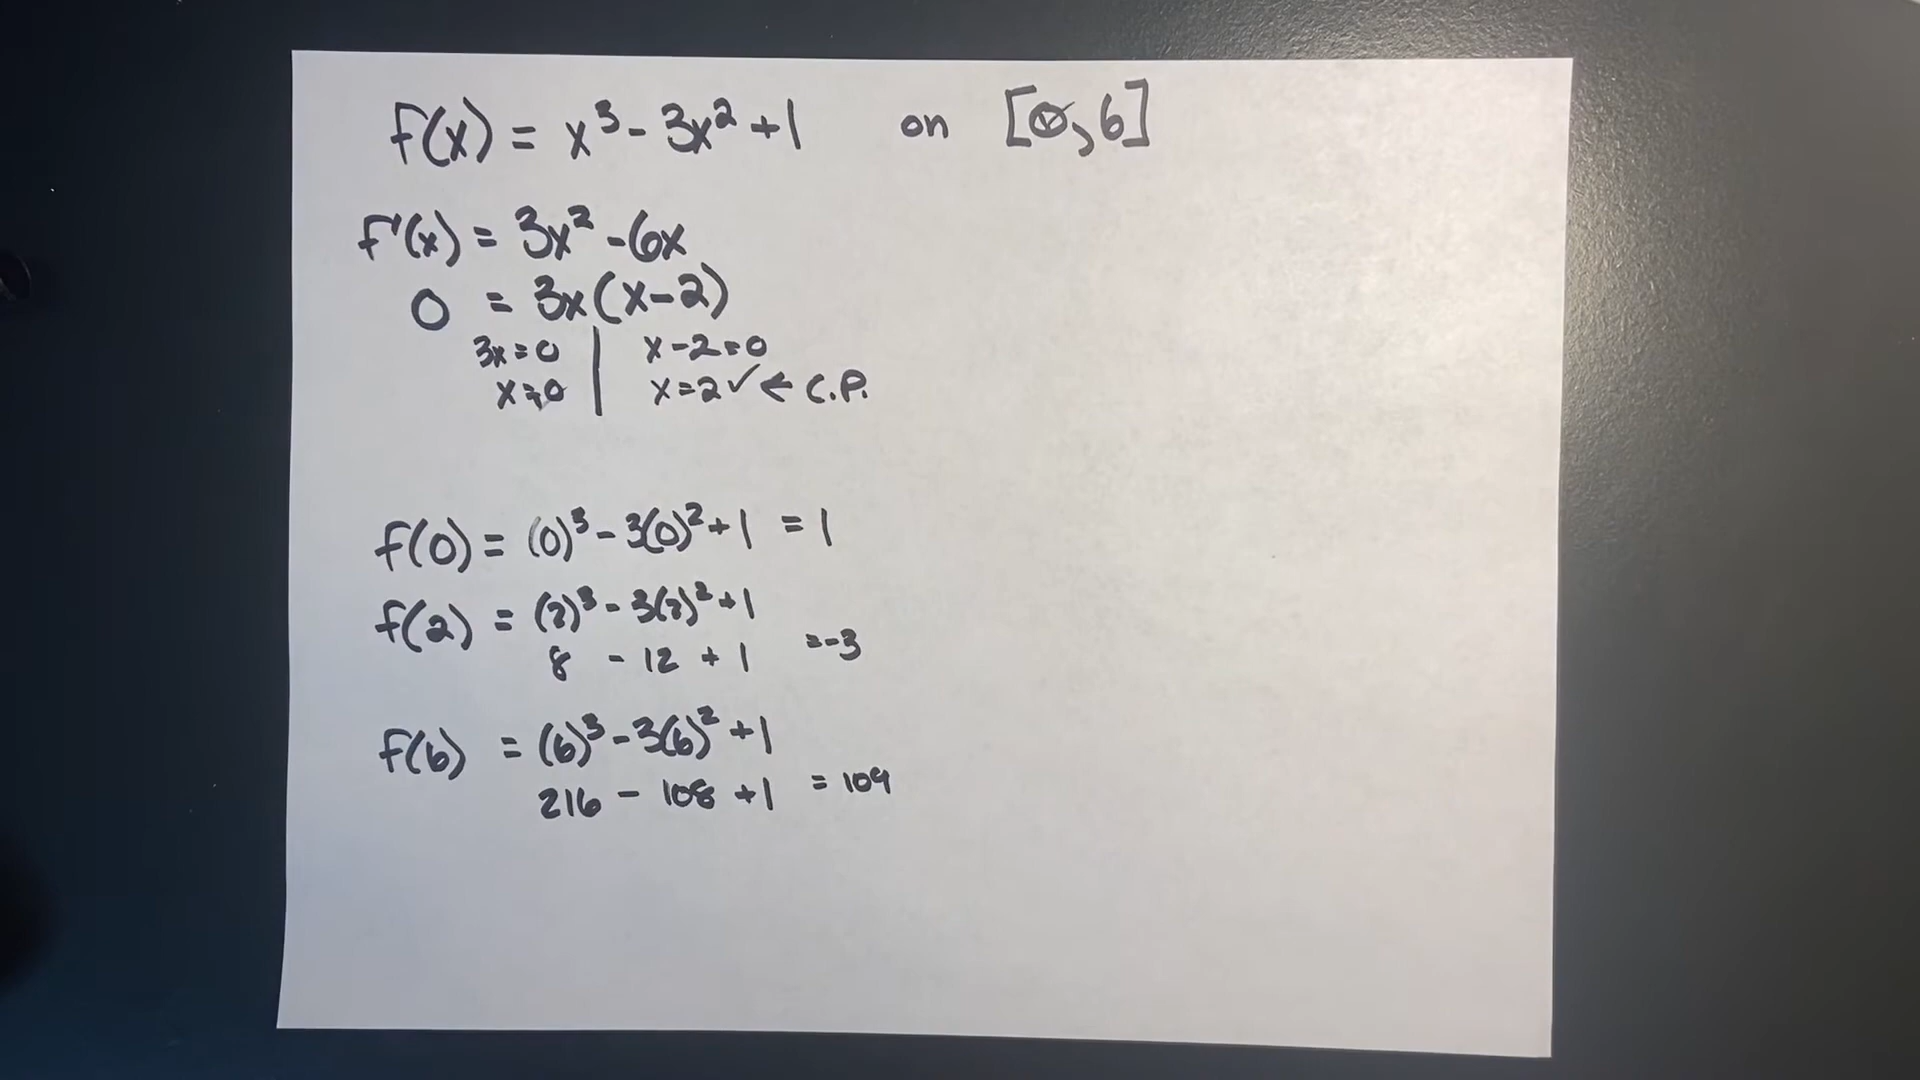 f(x) = x³ - 3x² + 1 on [0, 6]
f'(x) = 3x² - 6x
0 = 3x(x - 2)
3x = 0 | x - 2 = 0
x = 0 | x = 2 ✓ ← C.P.
f(0) = (0)³ - 3(0)² + 1 = 1
f(2) = (2)³ - 3(2)² + 1
8 - 12 + 1 = -3
f(6) = (6)³ - 3(6)² + 1
216 - 108 + 1 = 109